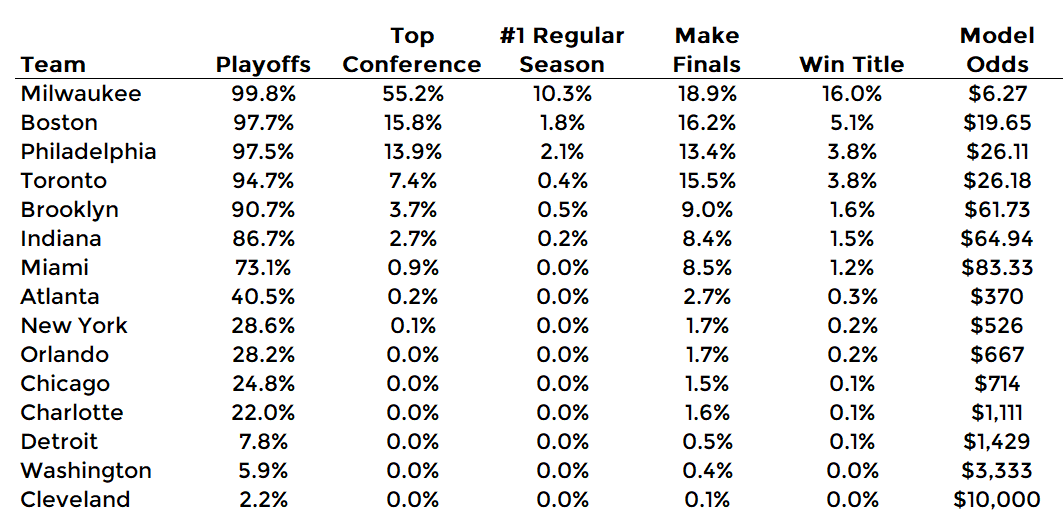 Top #1 Regular Make Model
Team Playoffs Conference Season Finals Win Title Odds
Milwaukee 99.8% 55.2% 10.3% 18.9% 16.0% $6.27
Boston 97.7% 15.8% 1.8% 16.2% 5.1% $19.65
Philadelphia 97.5% 13.9% 2.1% 13.4% 3.8% $26.11
Toronto 94.7% 7.4% 0.4% 15.5% 3.8% $26.18
Brooklyn 90.7% 3.7% 0.5% 9.0% 1.6% $61.73
Indiana 86.7% 2.7% 0.2% 8.4% 1.5% $64.94
Miami 73.1% 0.9% 0.0% 8.5% 1.2% $83.33
Atlanta 40.5% 0.2% 0.0% 2.7% 0.3% $370
New York 28.6% 0.1% 0.0% 1.7% 0.2% $526
Orlando 28.2% 0.0% 0.0% 1.7% 0.2% $667
Chicago 24.8% 0.0% 0.0% 1.5% 0.1% $714
Charlotte 22.0% 0.0% 0.0% 1.6% 0.1% $1,111
Detroit 7.8% 0.0% 0.0% 0.5% 0.1% $1,429
Washington 5.9% 0.0% 0.0% 0.4% 0.0% $3,333
Cleveland 2.2% 0.0% 0.0% 0.1% 0.0% $10,000